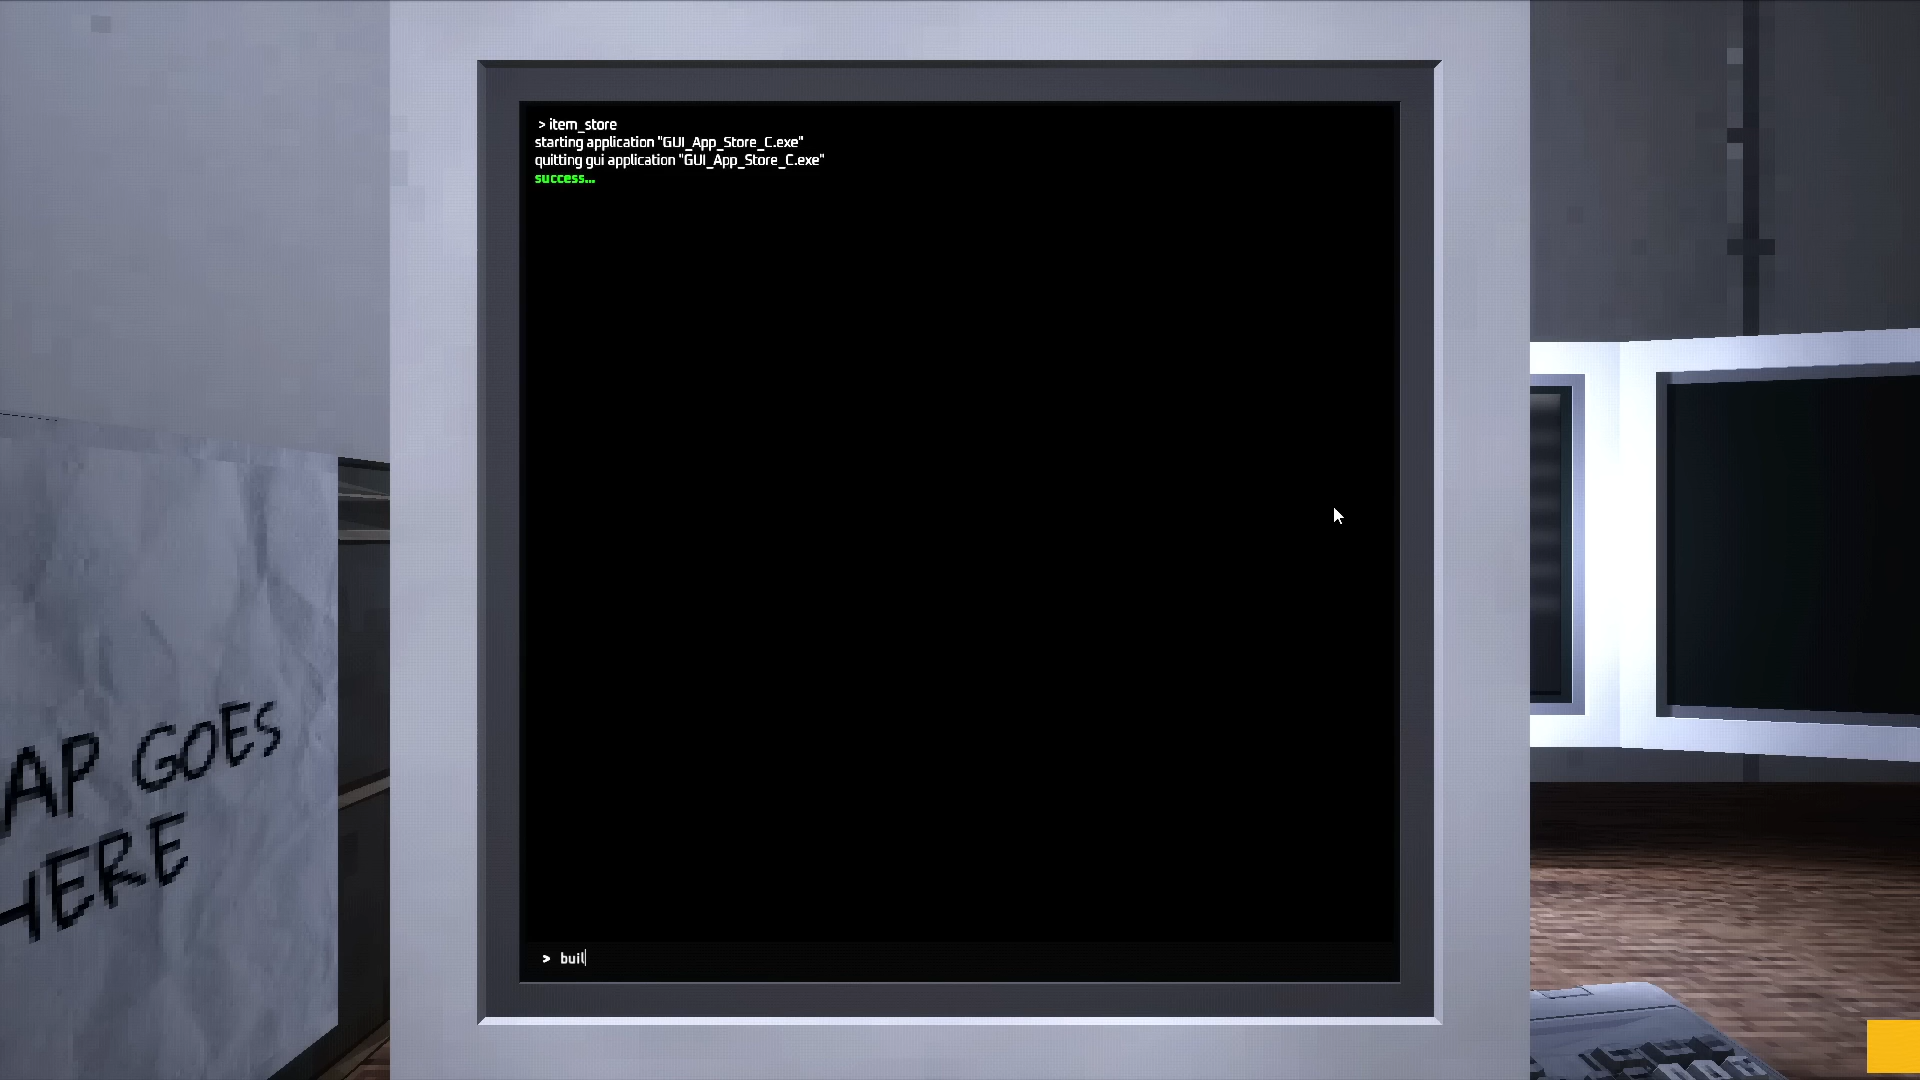 > item_store
starting application "GUI_App_Store_C.exe"
quitting gui application "GUI_App_Store_C.exe"
success...
> buil
AP GOES
HERE